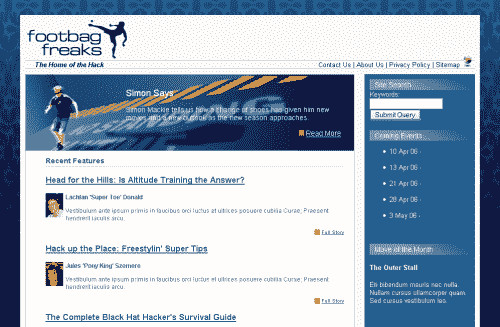 footbag
freaks
The Home of the Hack
Contact Us | About Us | Privacy Policy | Sitemap
Simon Says
Simon Mackie tells us how a change of shoes has given him new
moves and a new outlook as the new season approaches.
Read More
Recent Features
Head for the Hills: Is Altitude Training the Answer?
Lachlan 'Super Toe' Donald
Vestibulum ante ipsum primis in faucibus orci luctus et ultrices posuere cubilia Curae; Praesent
hendrerit iaculis arcu.
Full Story
Hack up the Place: Freestylin' Super Tips
Jules 'Pony King' Szemere
Vestibulum ante ipsum primis in faucibus orci luctus et ultrices posuere cubilia Curae; Praesent
hendrerit iaculis arcu.
Full Story
The Complete Black Hat Hacker's Survival Guide
Site Search
Keywords:
Submit Query
Coming Events
10 Apr 06 -
13 Apr 06 -
21 Apr 06 -
28 Apr 06 -
3 May 06 -
Move of the Month
The Outer Stall
Et bibendum mauris nec nulla.
Nullam cursus ullamcorper quam.
Sed cursus vestibulum leo.